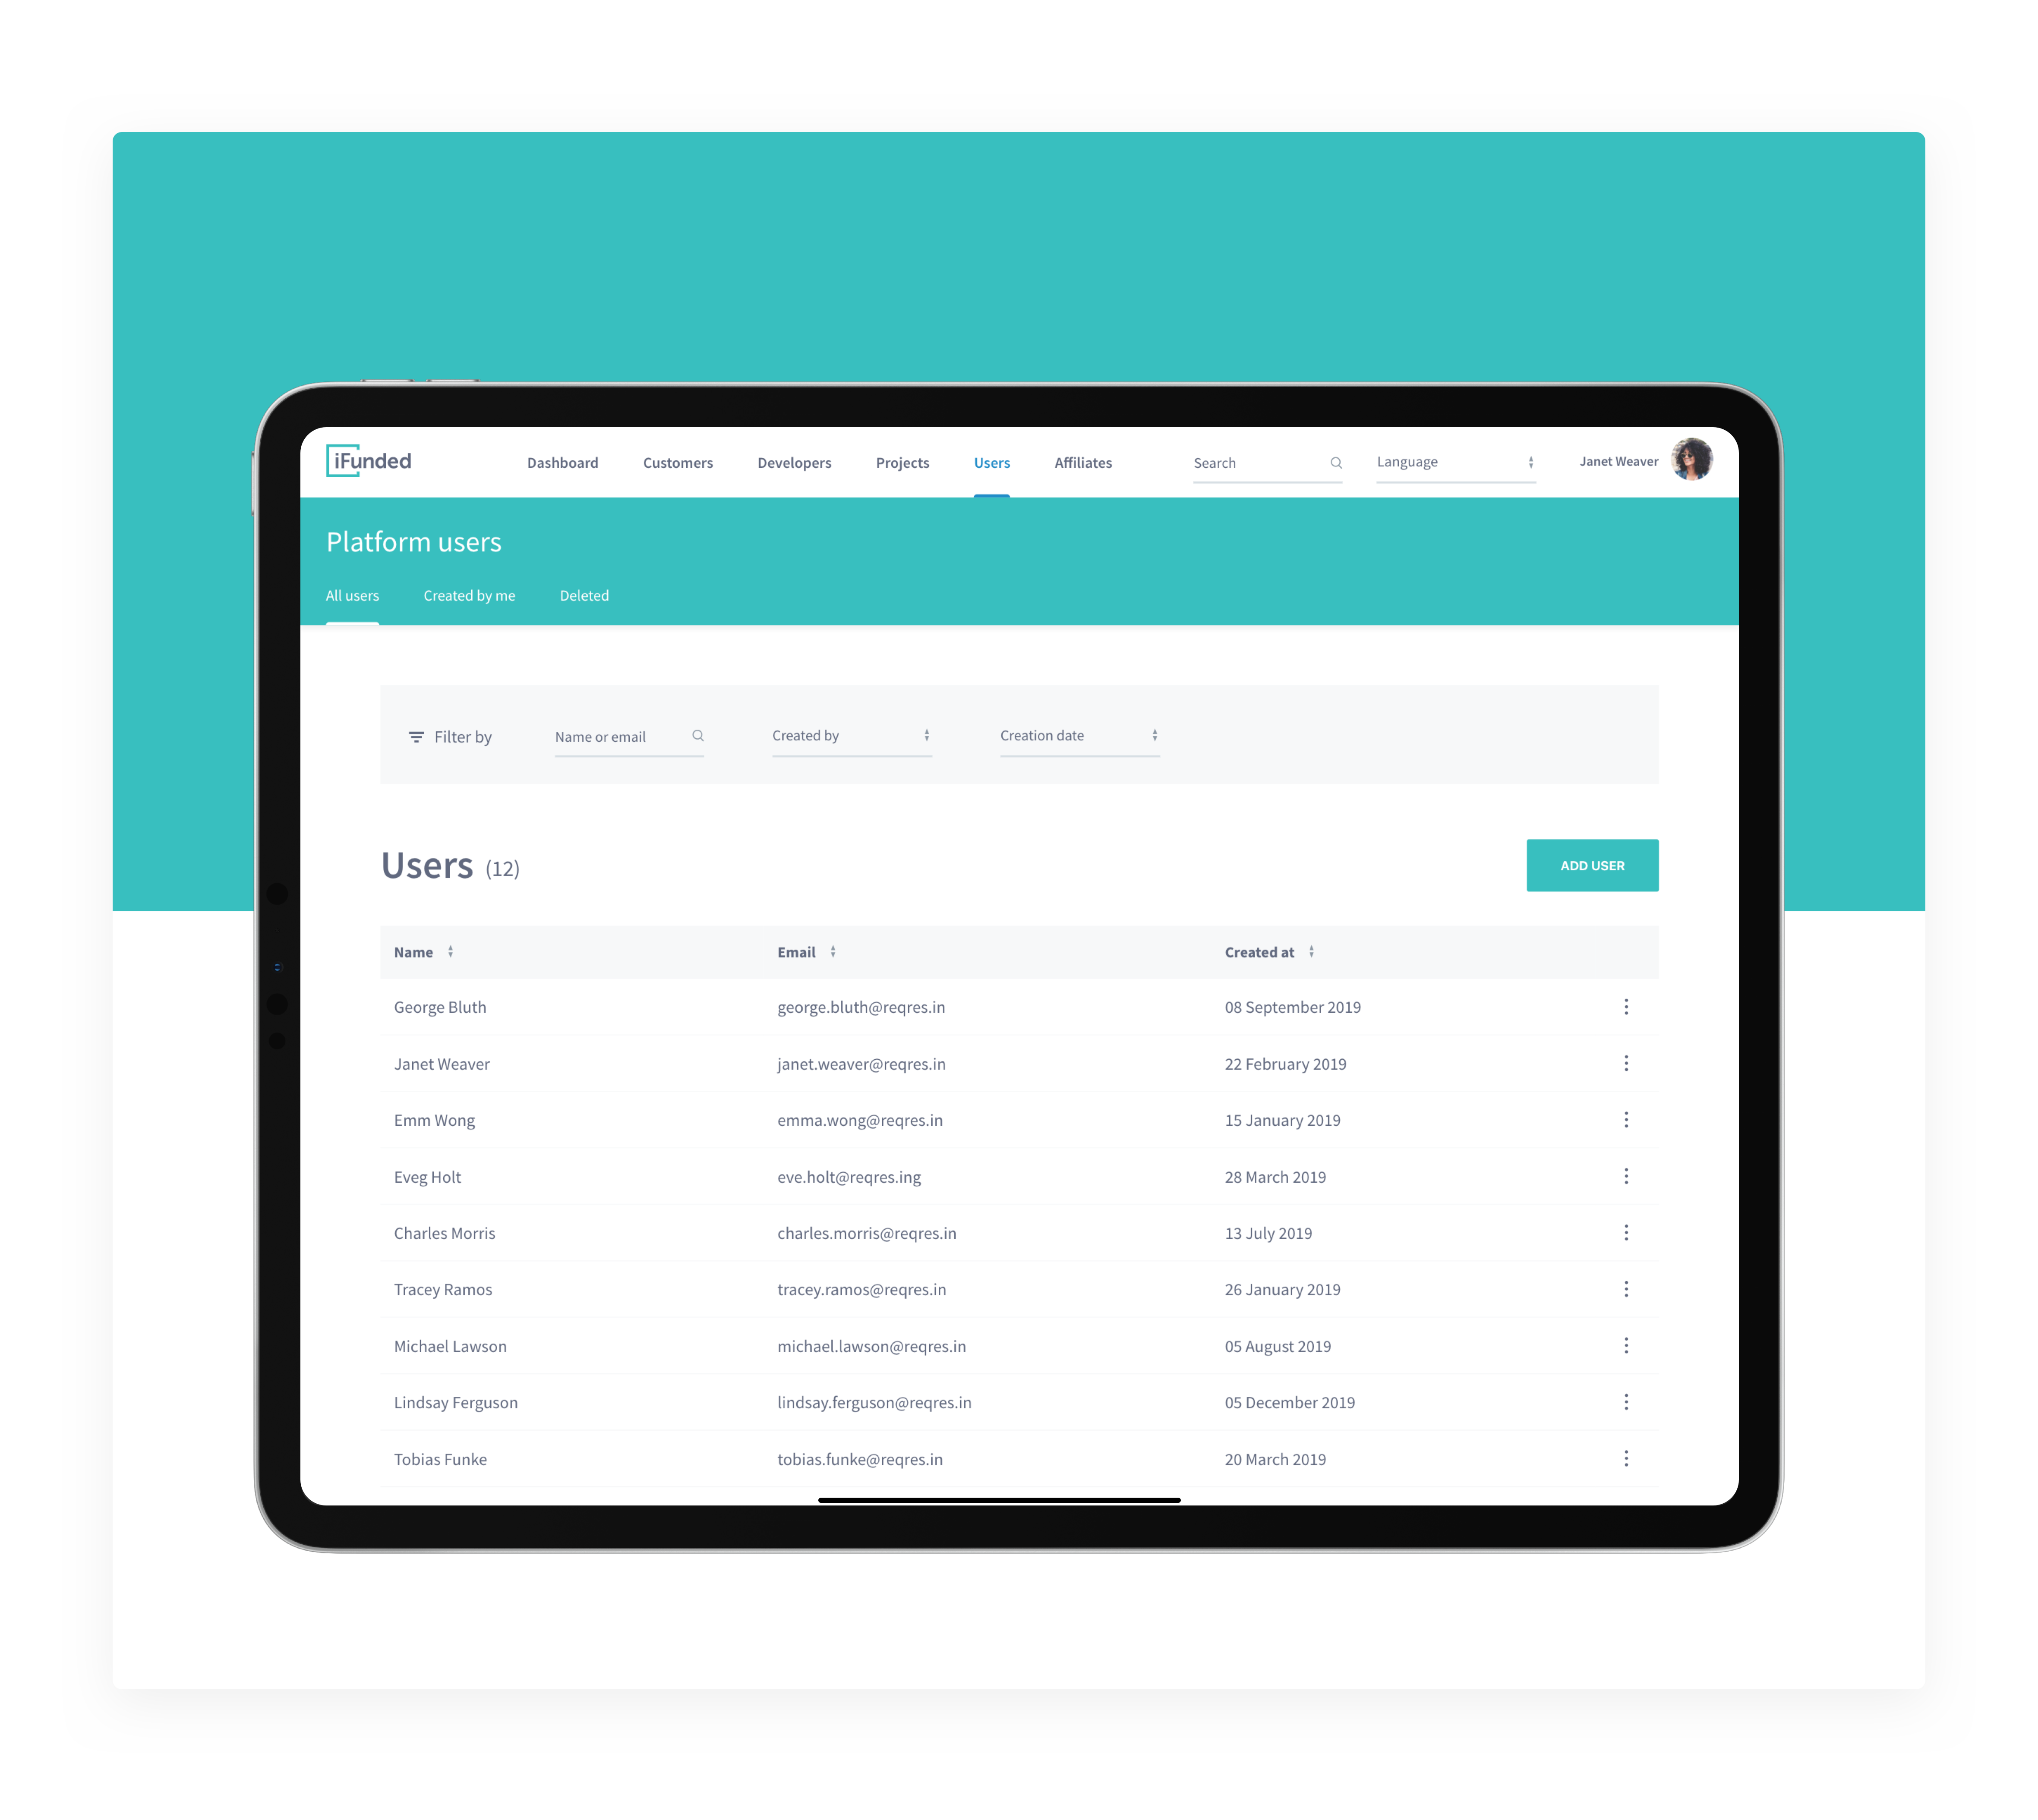 iFunded Dashboard Customers Developers Projects Users Affiliates Search Language Janet Weaver
Platform users
All users Created by me Deleted
Filter by Name or email Created by Creation date
Users (12) ADD USER
Name Email Created at
George Bluth george.bluth@reqres.in 08 September 2019
Janet Weaver janet.weaver@reqres.in 22 February 2019
Emm Wong emma.wong@reqres.in 15 January 2019
Eveg Holt eve.holt@reqres.ing 28 March 2019
Charles Morris charles.morris@reqres.in 13 July 2019
Tracey Ramos tracey.ramos@reqres.in 26 January 2019
Michael Lawson michael.lawson@reqres.in 05 August 2019
Lindsay Ferguson lindsay.ferguson@reqres.in 05 December 2019
Tobias Funke tobias.funke@reqres.in 20 March 2019